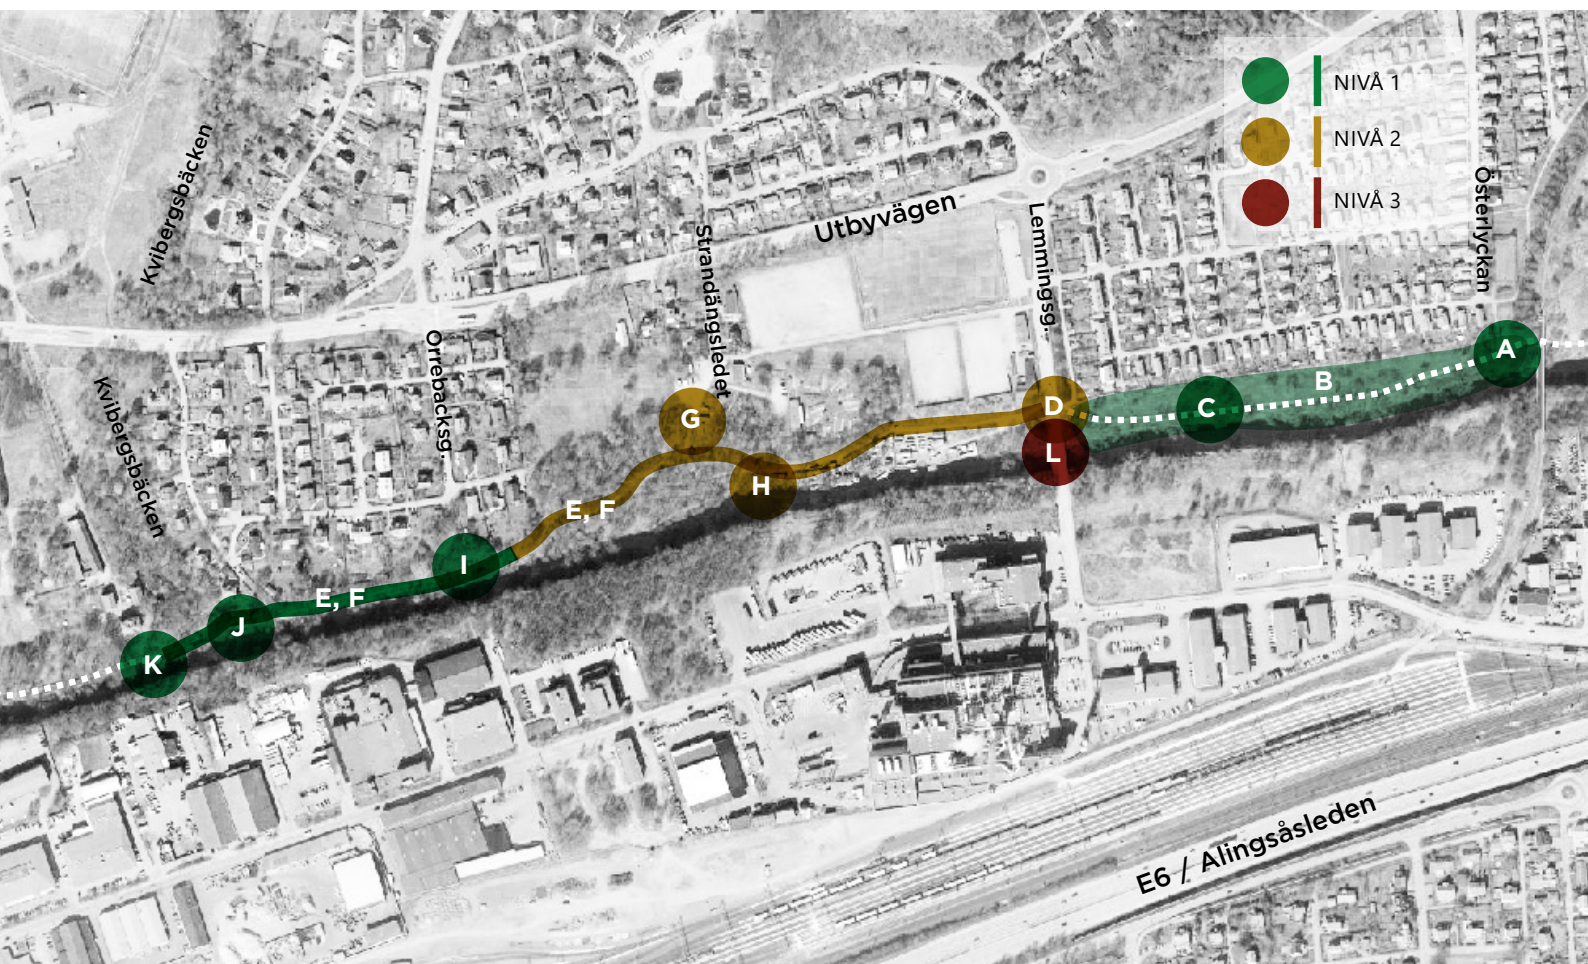 NIVÅ 1
NIVÅ 2
NIVÅ 3
Kvibergsbäcken
Österlyckan
Utbyvägen
Lemmingsg.
Strandängsledet
Orrebacksg.
Kvibergsbäcken
A
B
C
D
G
L
H
E, F
I
E, F
J
K
E6 / Alingsåsleden